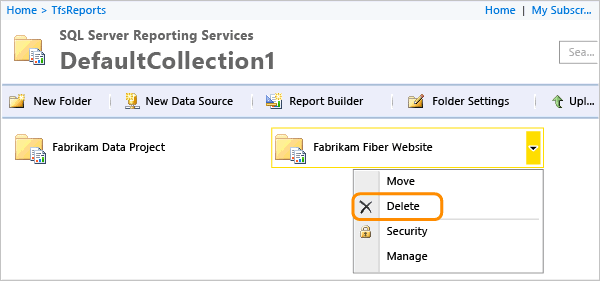 Home > TfsReports
Home | My Subscr...
SQL Server Reporting Services
DefaultCollection1
Sea...
New Folder
New Data Source
Report Builder
Folder Settings
Upl...
Fabrikam Data Project
Fabrikam Fiber Website
Move
Delete
Security
Manage